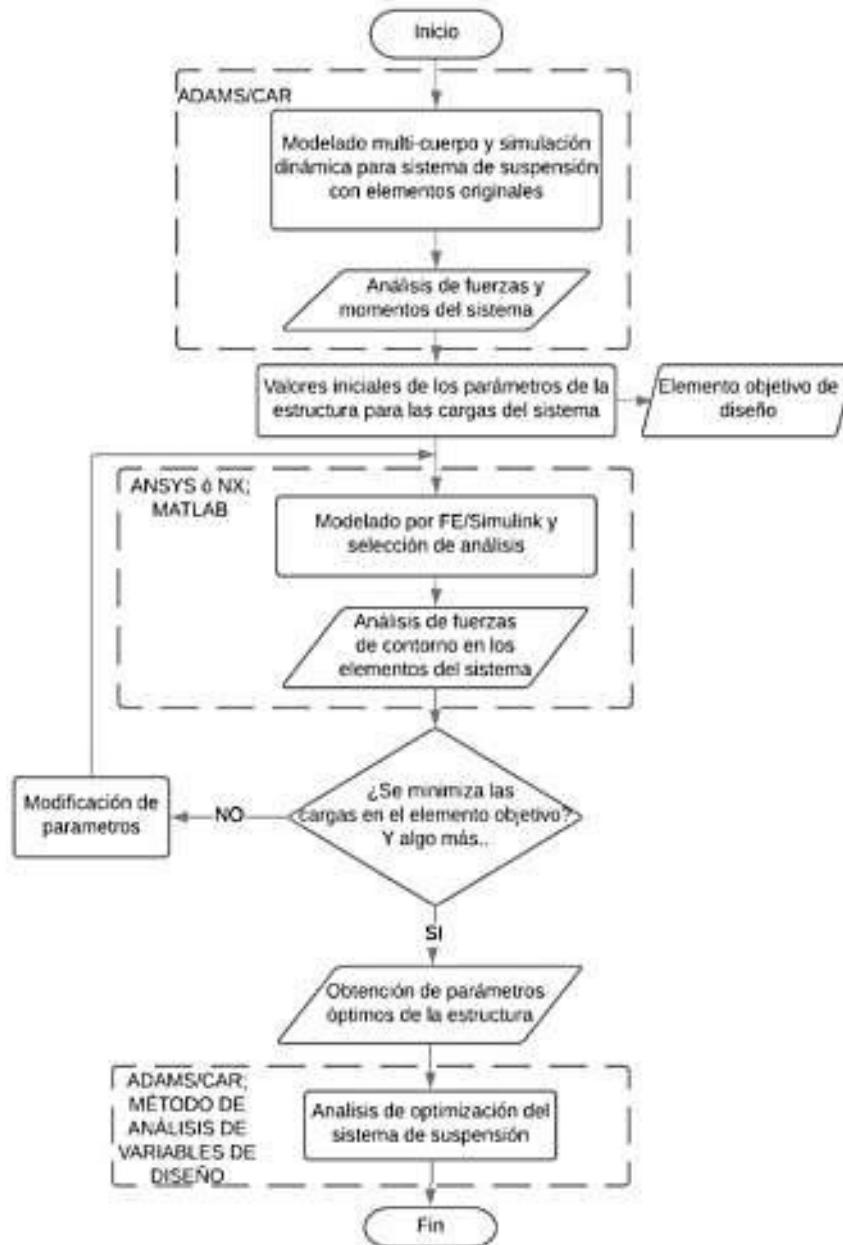 Inicio
ADAMS/CAR
Modelado multi-cuerpo y simulación
dinámica para sistema de suspensión
con elementos originales
Análisis de fuerzas y
momentos del sistema
Valores iniciales de los parámetros de la
estructura para las cargas del sistema
Elemento objetivo de
diseño
ANSYS ó NX;
MATLAB
Modelado por FE/Simulink y
selección de análisis
Análisis de fuerzas
de contorno en los
elementos del sistema
¿Se minimiza las
cargas en el elemento objetivo?
Y algo más..
NO
Modificación de
parametros
SI
Obtención de parámetros
óptimos de la estructura
ADAMS/CAR;
MÉTODO DE
ANÁLISIS DE
VARIABLES DE
DISEÑO
Analisis de optimización del
sistema de suspensión
Fin